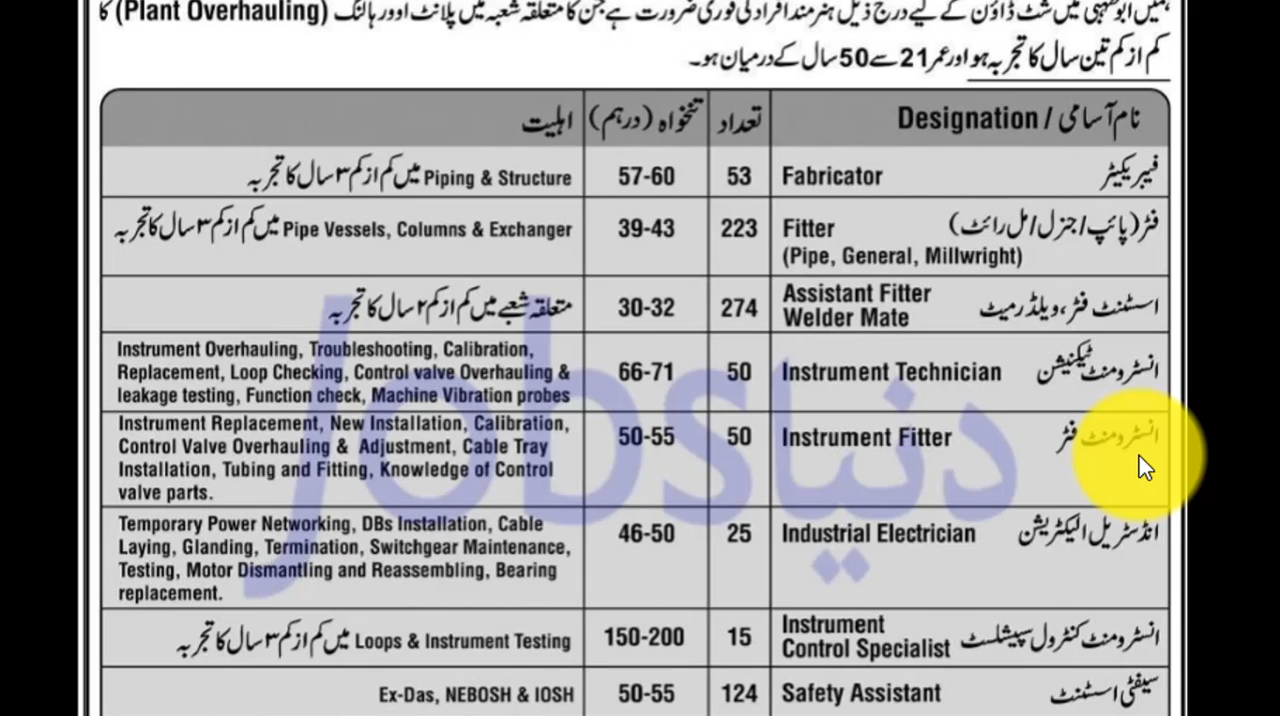 ہمیں ابوظہبی میں شٹ ڈاؤن کے لیے درج ذیل ہنرمند افراد کی فوری ضرورت ہے جن کا متعلقہ شعبہ میں پلانٹ اوور ہالنگ (Plant Overhauling) کا
کم از کم تین سال کا تجربہ ہو اور عمر 21 سے 50 سال کے درمیان ہو۔
نام آسامی / Designation تعداد تنخواہ (درہم) اہلیت
فیبریکیٹر Fabricator 53 57-60 Piping & Structure میں کم از کم ۳ سال کا تجربہ
فٹر (پائپ / جنرل / مل رائٹ) Fitter 223 39-43 Pipe Vessels, Columns & Exchanger میں کم از کم ۳ سال کا تجربہ
(Pipe, General, Millwright)
اسسٹنٹ فٹر، ویلڈر میٹ Assistant Fitter 274 30-32 متعلقہ شعبے میں کم از کم ۲ سال کا تجربہ
Welder Mate
انسٹرومنٹ ٹیکنیشن Instrument Technician 50 66-71 Instrument Overhauling, Troubleshooting, Calibration,
Replacement, Loop Checking, Control valve Overhauling &
leakage testing, Function check, Machine Vibration probes
انسٹرومنٹ فٹر Instrument Fitter 50 50-55 Instrument Replacement, New Installation, Calibration,
Control Valve Overhauling & Adjustment, Cable Tray
Installation, Tubing and Fitting, Knowledge of Control
valve parts.
انڈسٹریل الیکٹریشن Industrial Electrician 25 46-50 Temporary Power Networking, DBs Installation, Cable
Laying, Glanding, Termination, Switchgear Maintenance,
Testing, Motor Dismantling and Reassembling, Bearing
replacement.
انسٹرومنٹ کنٹرول سپیشلسٹ Instrument 15 150-200 Loops & Instrument Testing میں کم از کم ۳ سال کا تجربہ
Control Specialist
سیفٹی اسسٹنٹ Safety Assistant 124 50-55 Ex-Das, NEBOSH & IOSH
Jobs دنیا